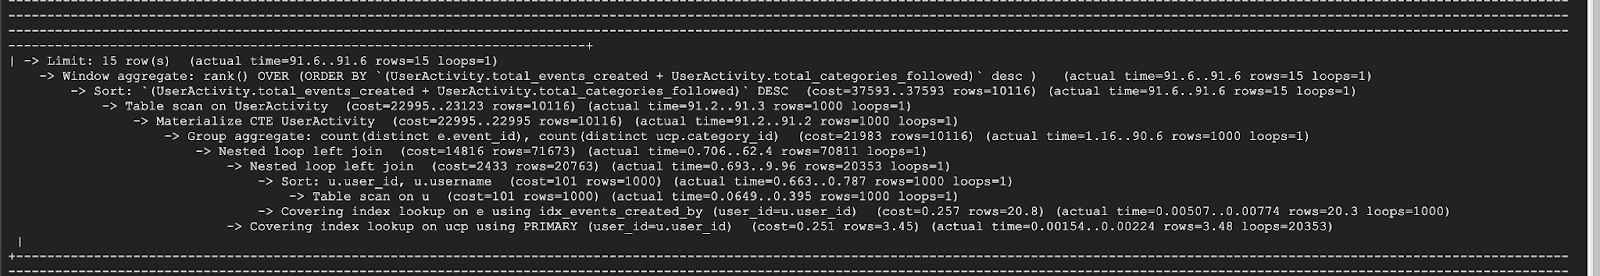 | -> Limit: 15 row(s)  (actual time=91.6..91.6 rows=15 loops=1)
    -> Window aggregate: rank() OVER (ORDER BY `(UserActivity.total_events_created + UserActivity.total_categories_followed)` desc )   (actual time=91.6..91.6 rows=15 loops=1)
        -> Sort: `(UserActivity.total_events_created + UserActivity.total_categories_followed)` DESC  (cost=37593..37593 rows=10116) (actual time=91.6..91.6 rows=15 loops=1)
            -> Table scan on UserActivity  (cost=22995..23123 rows=10116) (actual time=91.2..91.3 rows=1000 loops=1)
                -> Materialize CTE UserActivity  (cost=22995..22995 rows=10116) (actual time=91.2..91.2 rows=1000 loops=1)
                    -> Group aggregate: count(distinct e.event_id), count(distinct ucp.category_id)  (cost=21983 rows=10116) (actual time=1.16..90.6 rows=1000 loops=1)
                        -> Nested loop left join  (cost=14816 rows=71673) (actual time=0.706..62.4 rows=70811 loops=1)
                            -> Nested loop left join  (cost=2433 rows=20763) (actual time=0.693..9.96 rows=20353 loops=1)
                                -> Sort: u.user_id, u.username  (cost=101 rows=1000) (actual time=0.663..0.787 rows=1000 loops=1)
                                    -> Table scan on u  (cost=101 rows=1000) (actual time=0.0649..0.395 rows=1000 loops=1)
                                -> Covering index lookup on e using idx_events_created_by (user_id=u.user_id)  (cost=0.257 rows=20.8) (actual time=0.00507..0.00774 rows=20.3 loops=1000)
                            -> Covering index lookup on ucp using PRIMARY (user_id=u.user_id)  (cost=0.251 rows=3.45) (actual time=0.00154..0.00224 rows=3.48 loops=20353)
 |